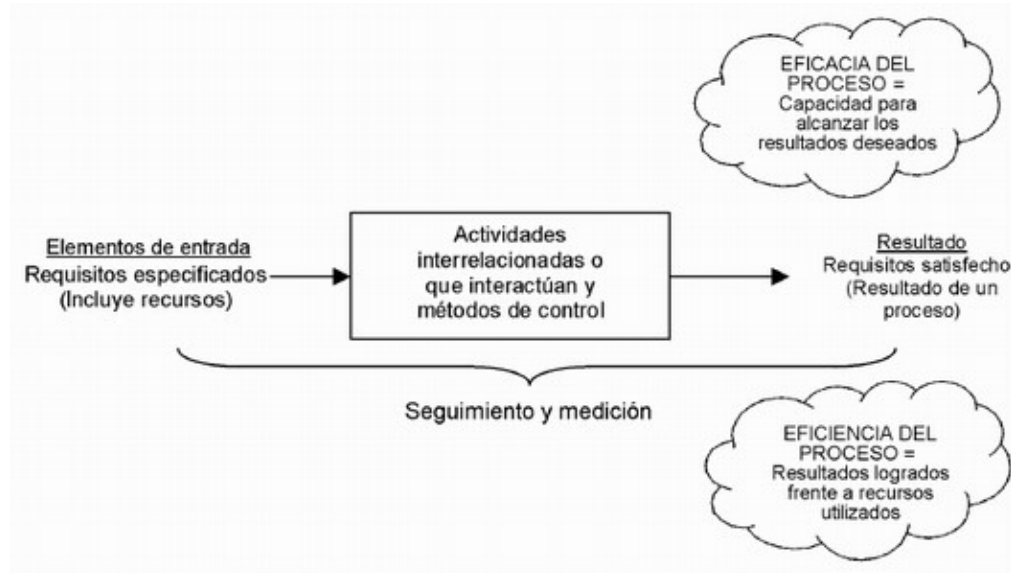 EFICACIA DEL
PROCESO =
Capacidad para
alcanzar los
resultados deseados
Elementos de entrada
Requisitos especificados
(Incluye recursos)
Actividades
interrelacionadas o
que interactúan y
métodos de control
Resultado
Requisitos satisfecho
(Resultado de un
proceso)
Seguimiento y medición
EFICIENCIA DEL
PROCESO =
Resultados logrados
frente a recursos
utilizados